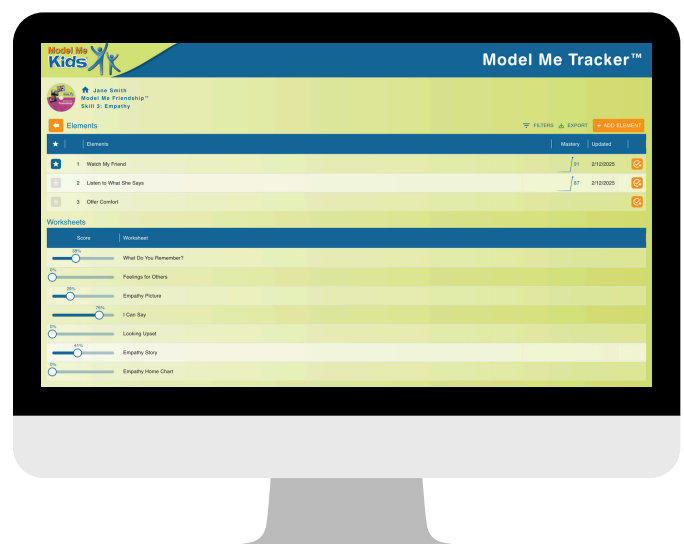 Model Me
Kids
Model Me Tracker™
Jane Smith
Model Me Friendship™
Skill 3: Empathy
Elements
FILTERS EXPORT + ADD ELEMENT
Elements Mastery Updated
1 Watch My Friend 91 2/12/2025
2 Listen to What She Says 87 2/12/2025
3 Offer Comfort
Worksheets
Score Worksheet
38%
What Do You Remember?
0%
Feelings for Others
Empathy Picture
I Can Say
0%
Looking Upset
41%
Empathy Story
0%
Empathy Home Chart